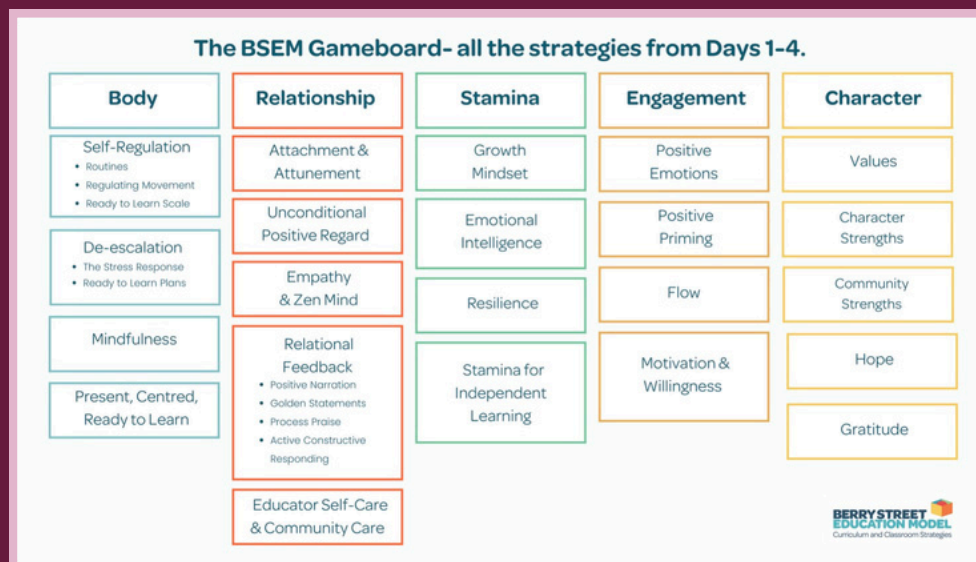 The BSEM Gameboard- all the strategies from Days 1-4.
Body
Self-Regulation
• Routines
• Regulating Movement
• Ready to Learn Scale
De-escalation
• The Stress Response
• Ready to Learn Plans
Mindfulness
Present, Centred,
Ready to Learn
Relationship
Attachment &
Attunement
Unconditional
Positive Regard
Empathy
& Zen Mind
Relational
Feedback
• Positive Narration
• Golden Statements
• Process Praise
• Active Constructive
Responding
Educator Self-Care
& Community Care
Stamina
Growth
Mindset
Emotional
Intelligence
Resilience
Stamina for
Independent
Learning
Engagement
Positive
Emotions
Positive
Priming
Flow
Motivation &
Willingness
Character
Values
Character
Strengths
Community
Strengths
Hope
Gratitude
BERRY STREET
EDUCATION MODEL
Curriculum and Classroom Strategies